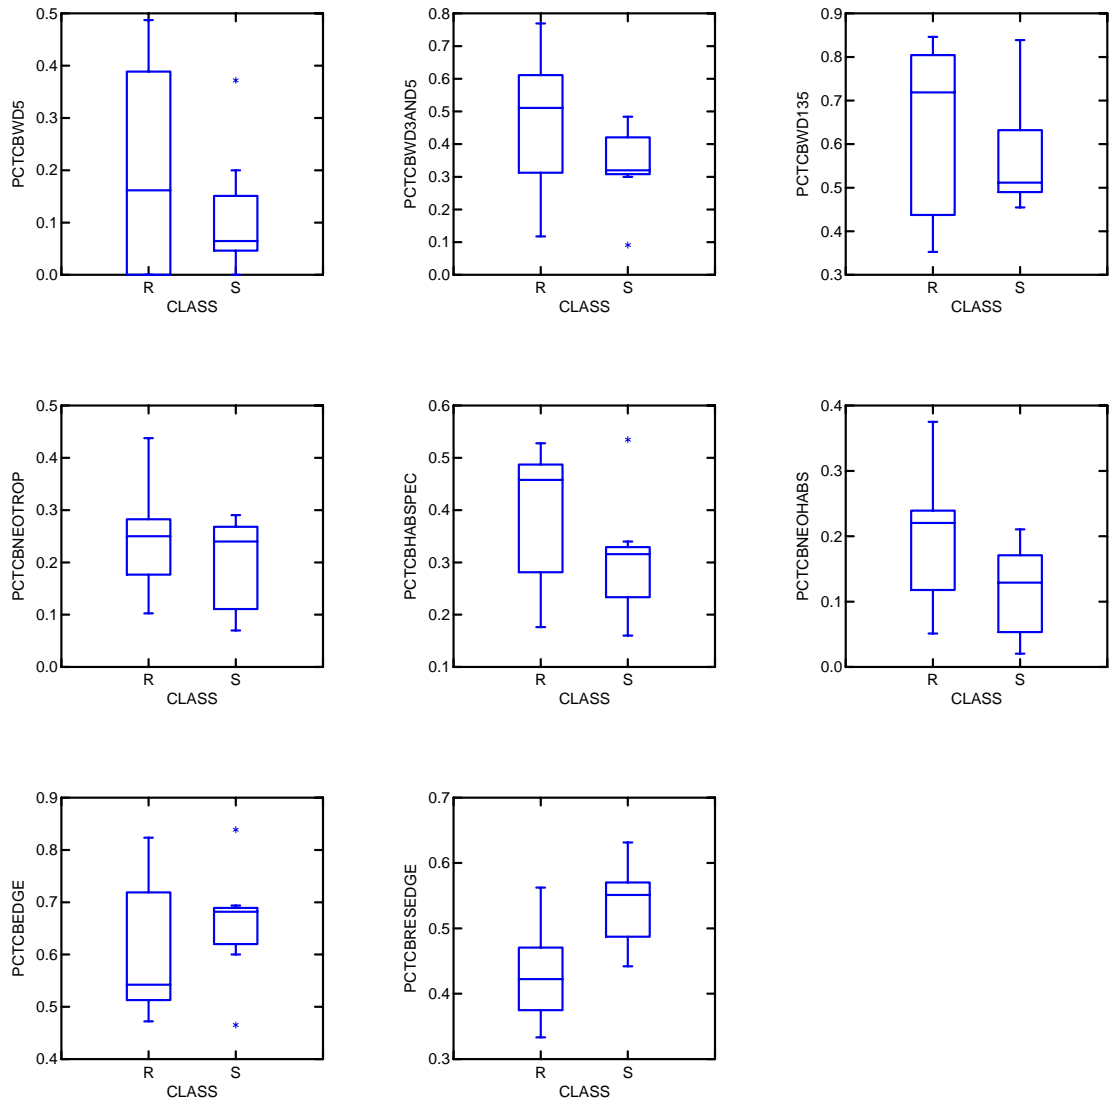 0.5
0.4
0.3
0.2
0.1
0.0
PCTCBWD5
R S
CLASS
0.8
0.7
0.6
0.5
0.4
0.3
0.2
0.1
0.0
PCTCBWD3AND5
R S
CLASS
0.9
0.8
0.7
0.6
0.5
0.4
0.3
PCTCBWD135
R S
CLASS
0.5
0.4
0.3
0.2
0.1
0.0
PCTCBNEOTROP
R S
CLASS
0.6
0.5
0.4
0.3
0.2
0.1
PCTCBHABSPEC
R S
CLASS
0.4
0.3
0.2
0.1
0.0
PCTCBNEOHABS
R S
CLASS
0.9
0.8
0.7
0.6
0.5
0.4
PCTCBEDGE
R S
CLASS
0.7
0.6
0.5
0.4
0.3
PCTCBRESEDGE
R S
CLASS